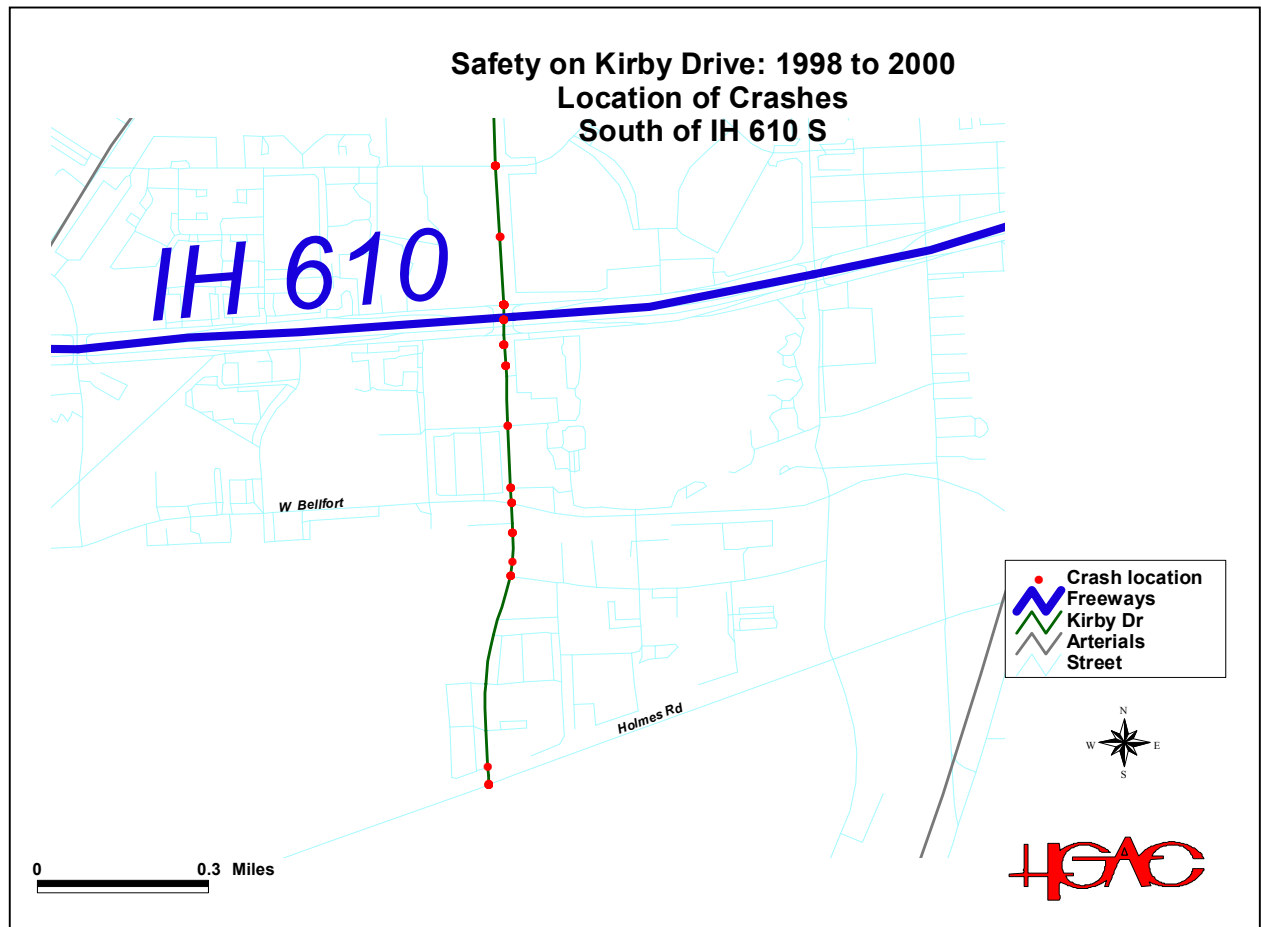 Safety on Kirby Drive: 1998 to 2000
Location of Crashes
South of IH 610 S
IH 610
W Bellfort
Holmes Rd
Crash location
Freeways
Kirby Dr
Arterials
Street
N
W E
S
0 0.3 Miles
HGAC